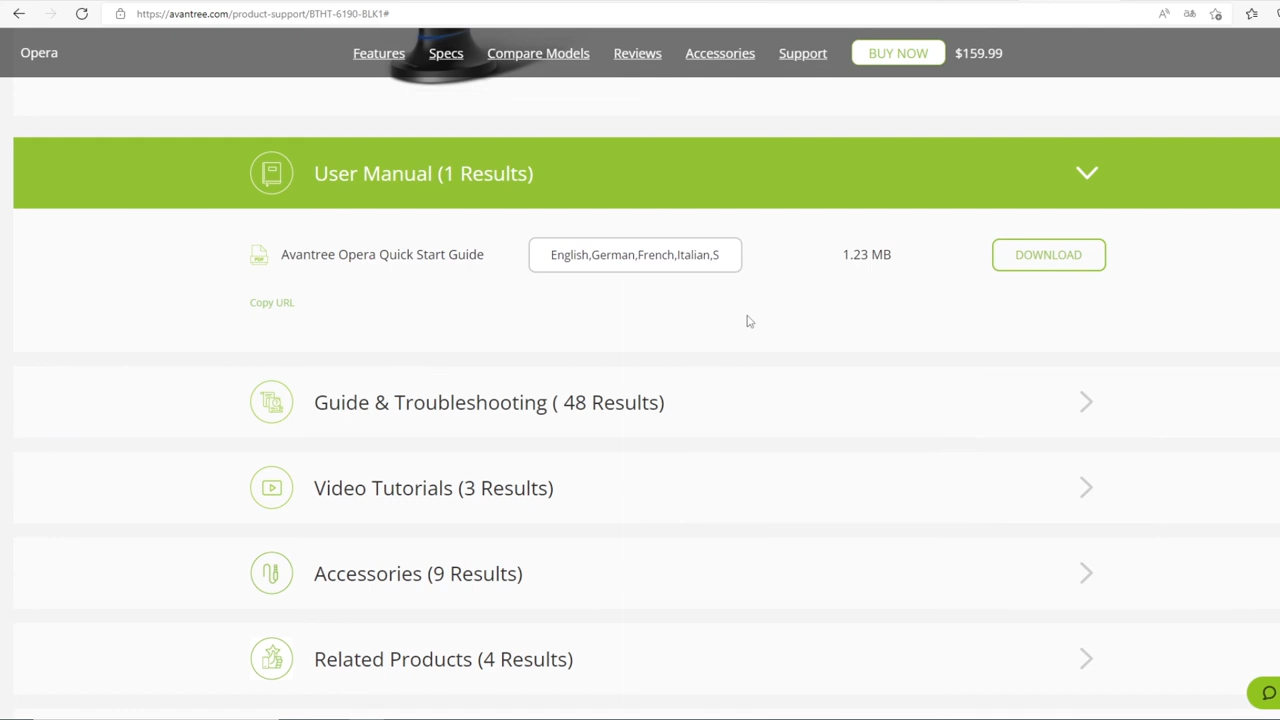 https://avantree.com/product-support/BTHT-6190-BLK1#
Opera
Features Specs Compare Models Reviews Accessories Support BUY NOW $159.99
User Manual (1 Results)
PDF Avantree Opera Quick Start Guide English,German,French,Italian,S 1.23 MB DOWNLOAD
Copy URL
Guide & Troubleshooting ( 48 Results)
Video Tutorials (3 Results)
Accessories (9 Results)
Related Products (4 Results)